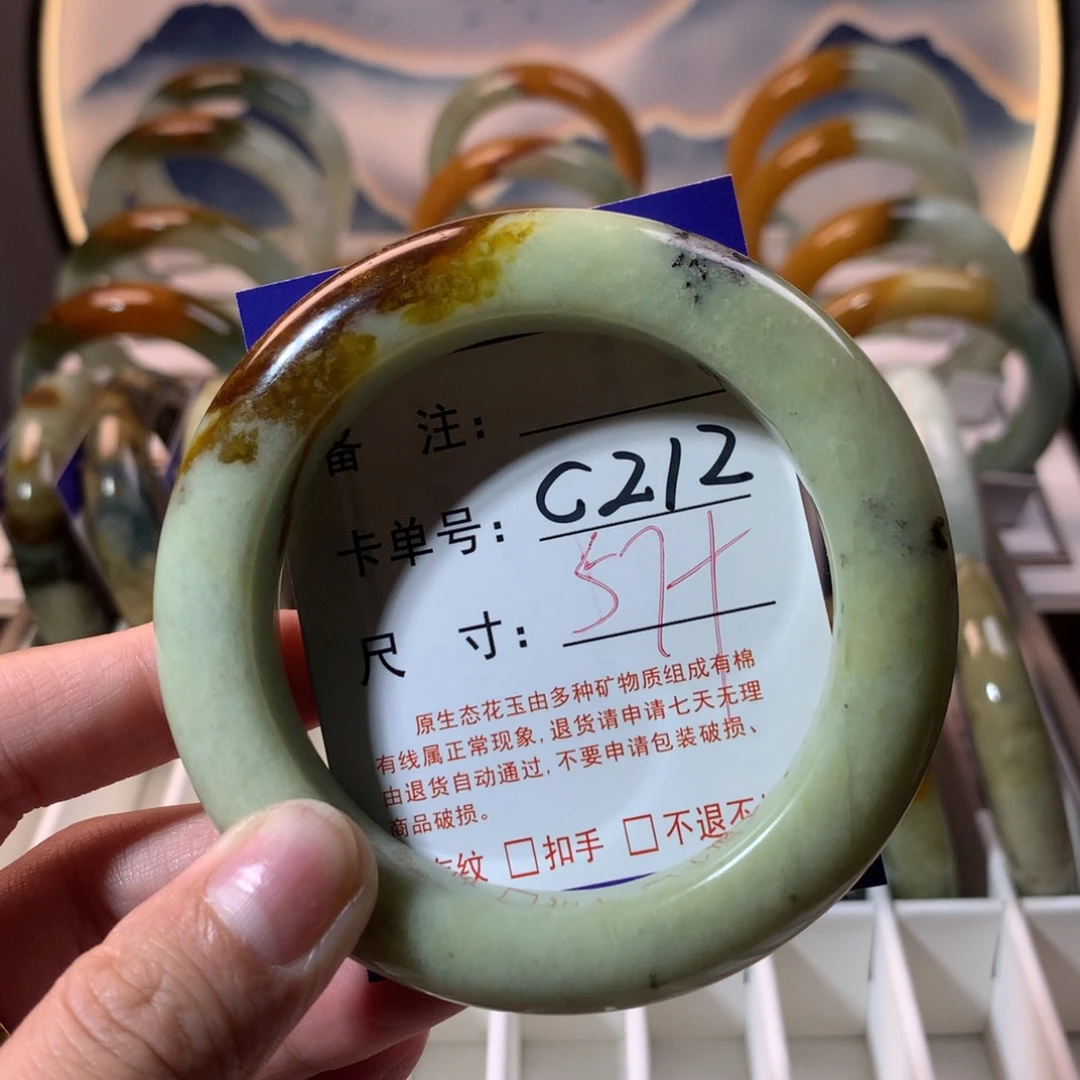 备 注:
卡单号: C212
尺 寸: 57+
原生态花玉由多种矿物质组成有棉
有线属正常现象,退货请申请七天无理
由退货自动通过,不要申请包装破损、
商品破损。
纹 □扣手 □不退不